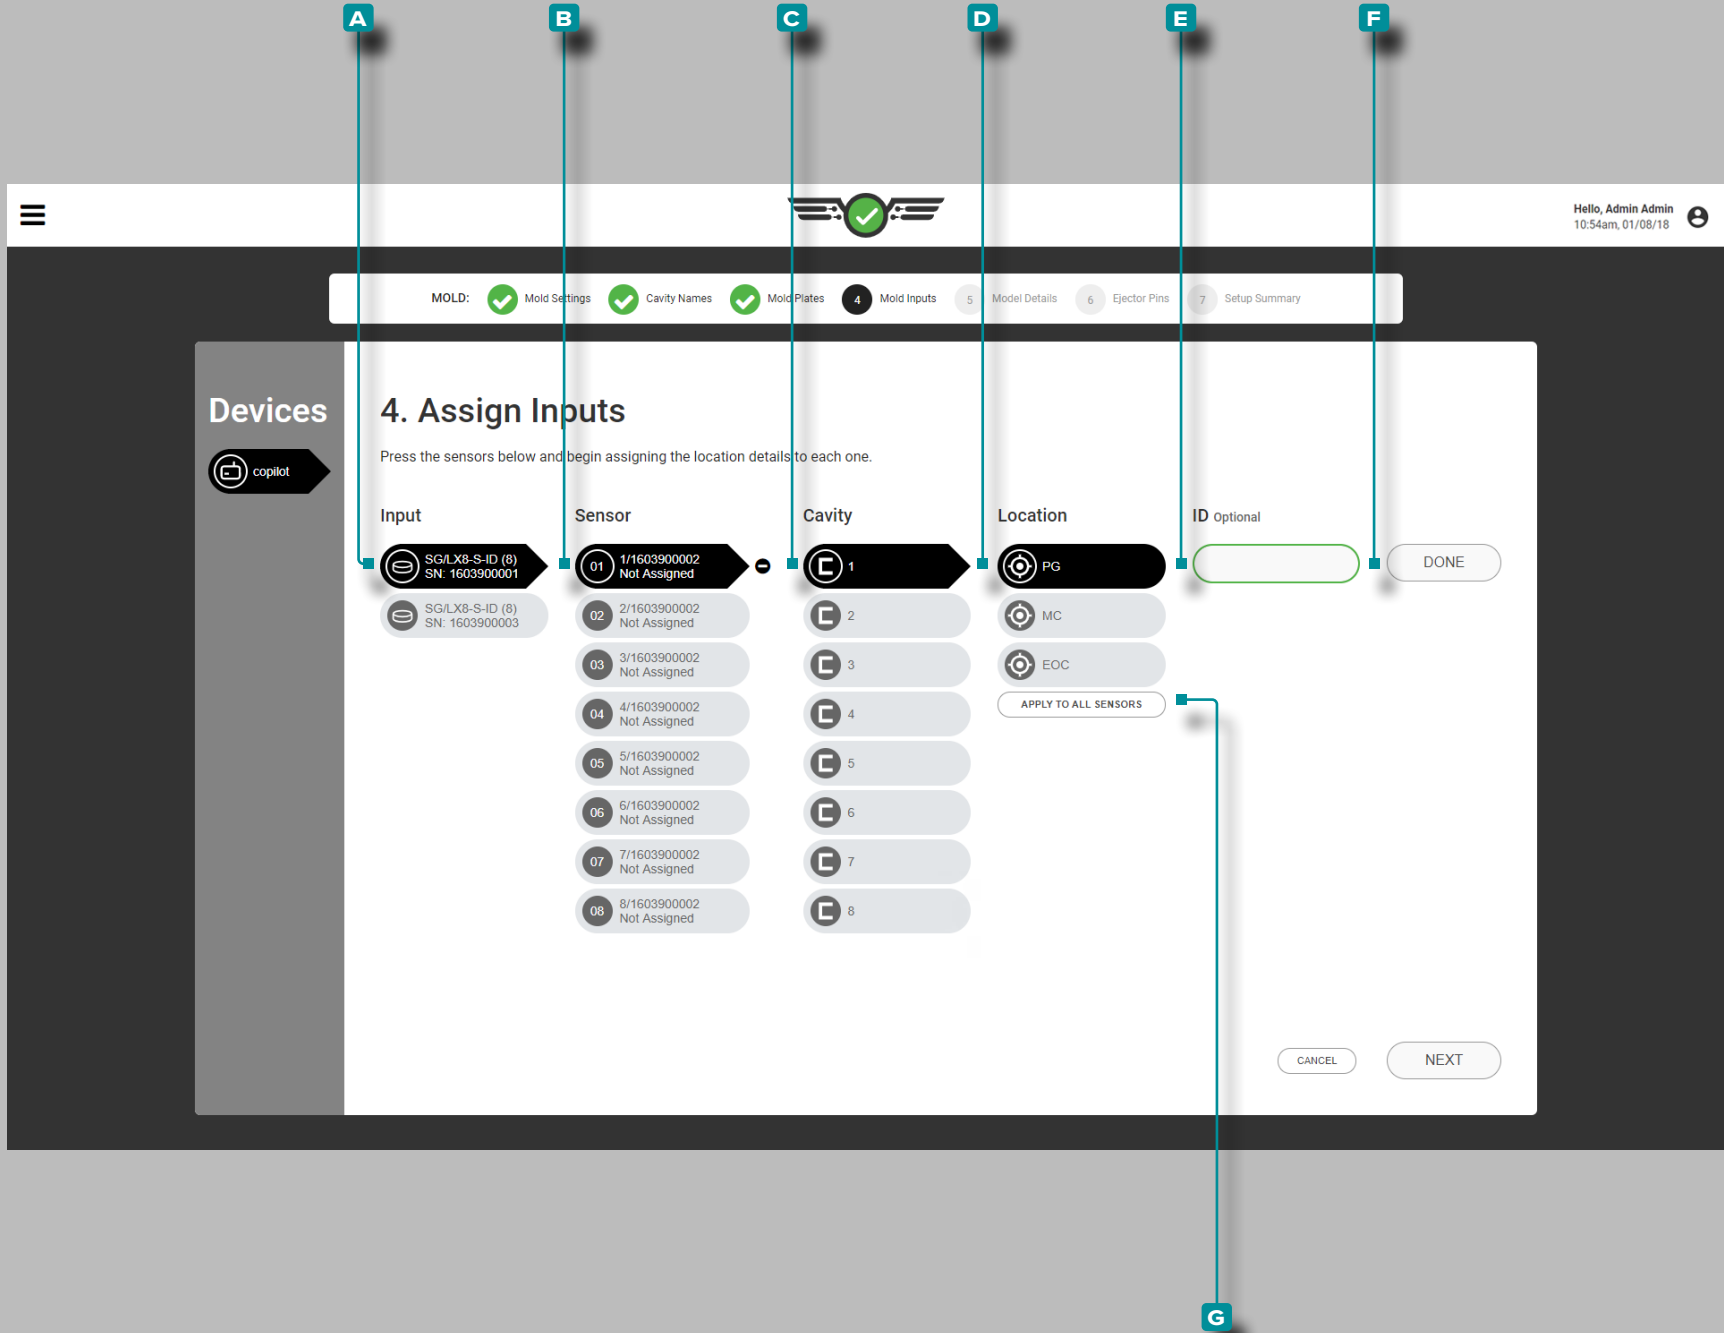 A B C D E F
Hello, Admin Admin
10:54am, 01/08/18
MOLD: Mold Settings Cavity Names Mold Plates 4 Mold Inputs 5 Model Details 6 Ejector Pins 7 Setup Summary
Devices
copilot
4. Assign Inputs
Press the sensors below and begin assigning the location details to each one.
Input
SG/LX8-S-ID (8)
SN: 1603900001
SG/LX8-S-ID (8)
SN: 1603900003
Sensor
01 1/1603900002
Not Assigned
02 2/1603900002
Not Assigned
03 3/1603900002
Not Assigned
04 4/1603900002
Not Assigned
05 5/1603900002
Not Assigned
06 6/1603900002
Not Assigned
07 7/1603900002
Not Assigned
08 8/1603900002
Not Assigned
Cavity
1
2
3
4
5
6
7
8
Location
PG
MC
EOC
APPLY TO ALL SENSORS
ID Optional
DONE
CANCEL
NEXT
G